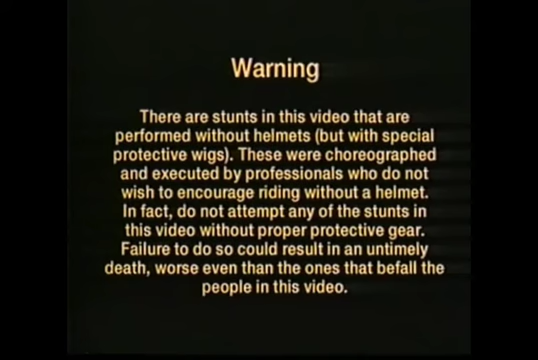 Warning
There are stunts in this video that are
performed without helmets (but with special
protective wigs). These were choreographed
and executed by professionals who do not
wish to encourage riding without a helmet.
In fact, do not attempt any of the stunts in
this video without proper protective gear.
Failure to do so could result in an untimely
death, worse even than the ones that befall the
people in this video.